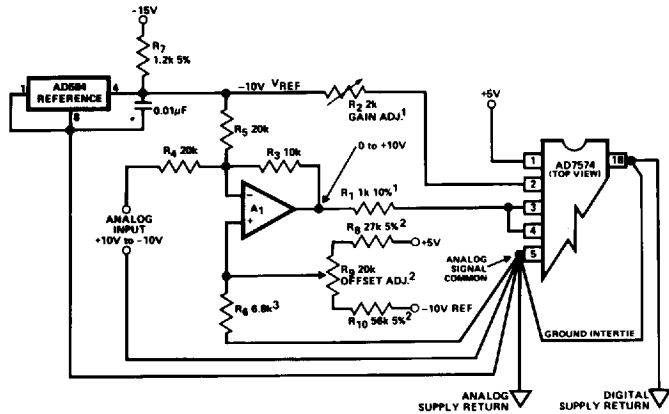 -15V
R7
1.2k 5%
1
AD584
REFERENCE
4
8
0.01µF
-10V VREF
R2 2k
GAIN ADJ.1
R5 20k
R4 20k
R3 10k
0 to +10V
+5V
1
AD7574
(TOP VIEW)
18
2
3
4
5
A1
R1 1k 10%1
ANALOG
INPUT
+10V to -10V
R8 27k 5%2
+5V
R9 20k
OFFSET ADJ.2
ANALOG
SIGNAL
COMMON
R6 6.8k3
R10 56k 5%2
-10V REF
GROUND INTERTIE
ANALOG
SUPPLY RETURN
DIGITAL
SUPPLY RETURN